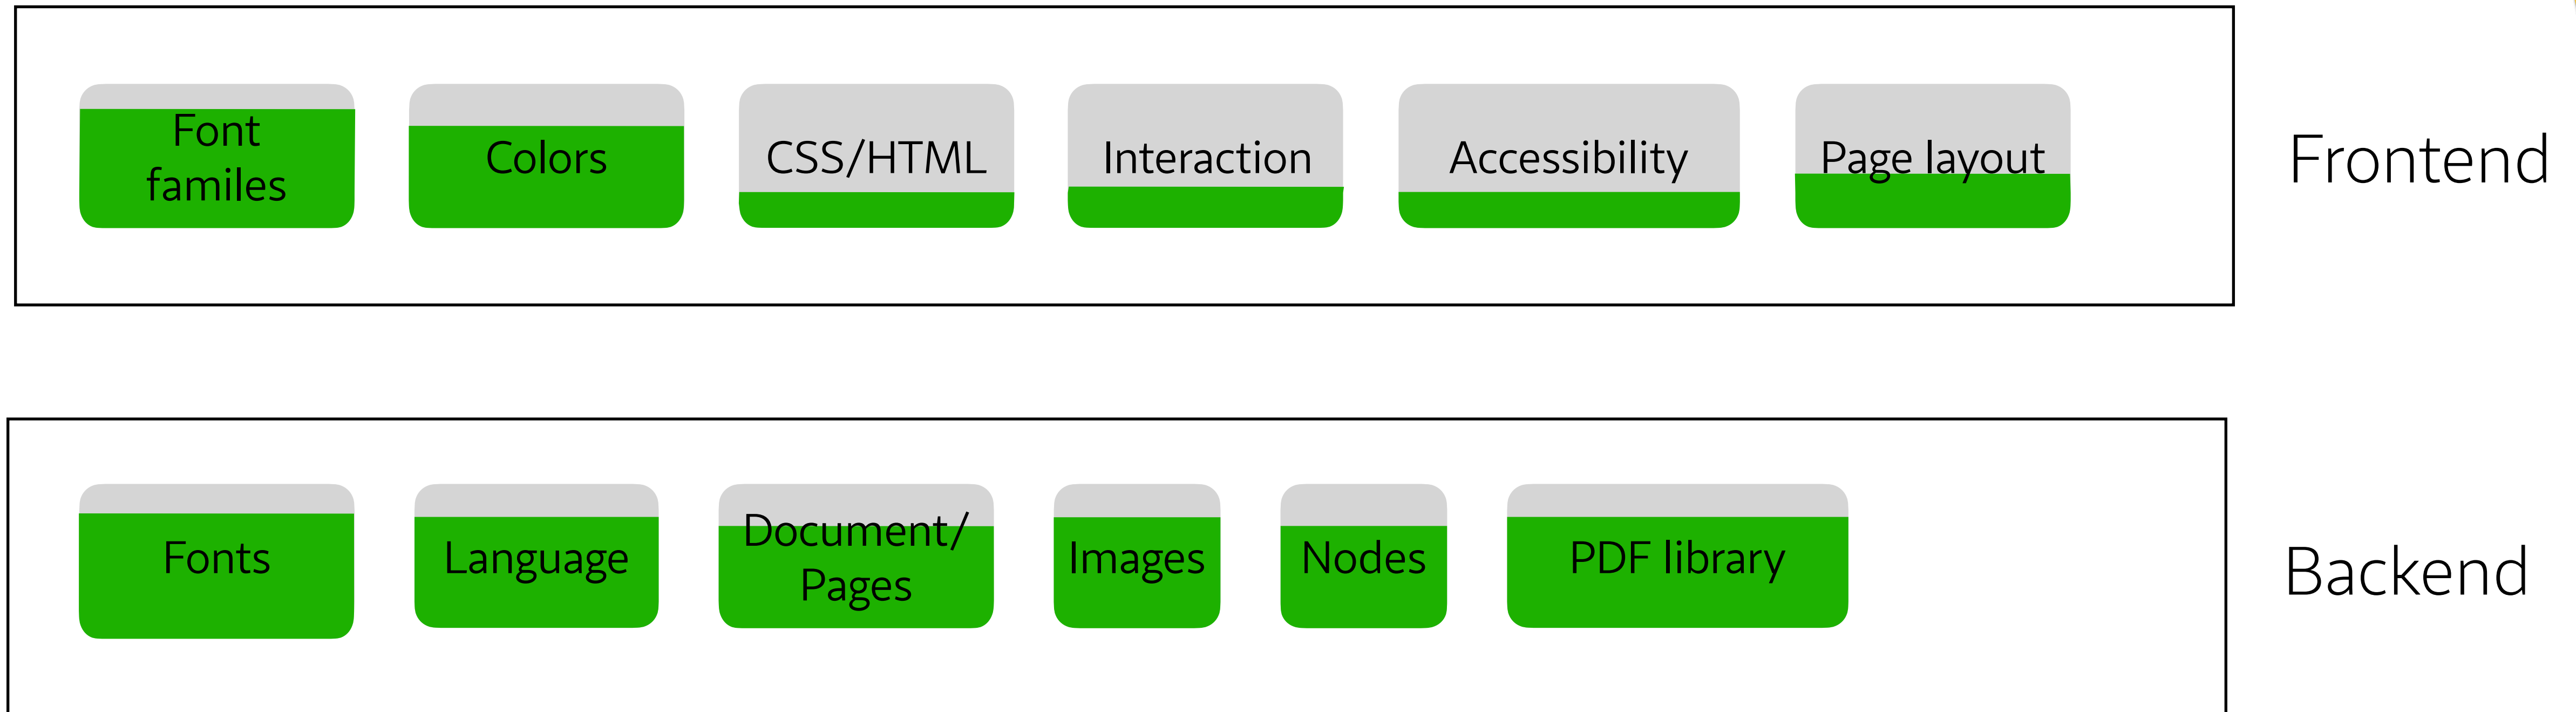 Font
familes
Colors
CSS/HTML
Interaction
Accessibility
Page layout
Frontend
Fonts
Language
Document/
Pages
Images
Nodes
PDF library
Backend